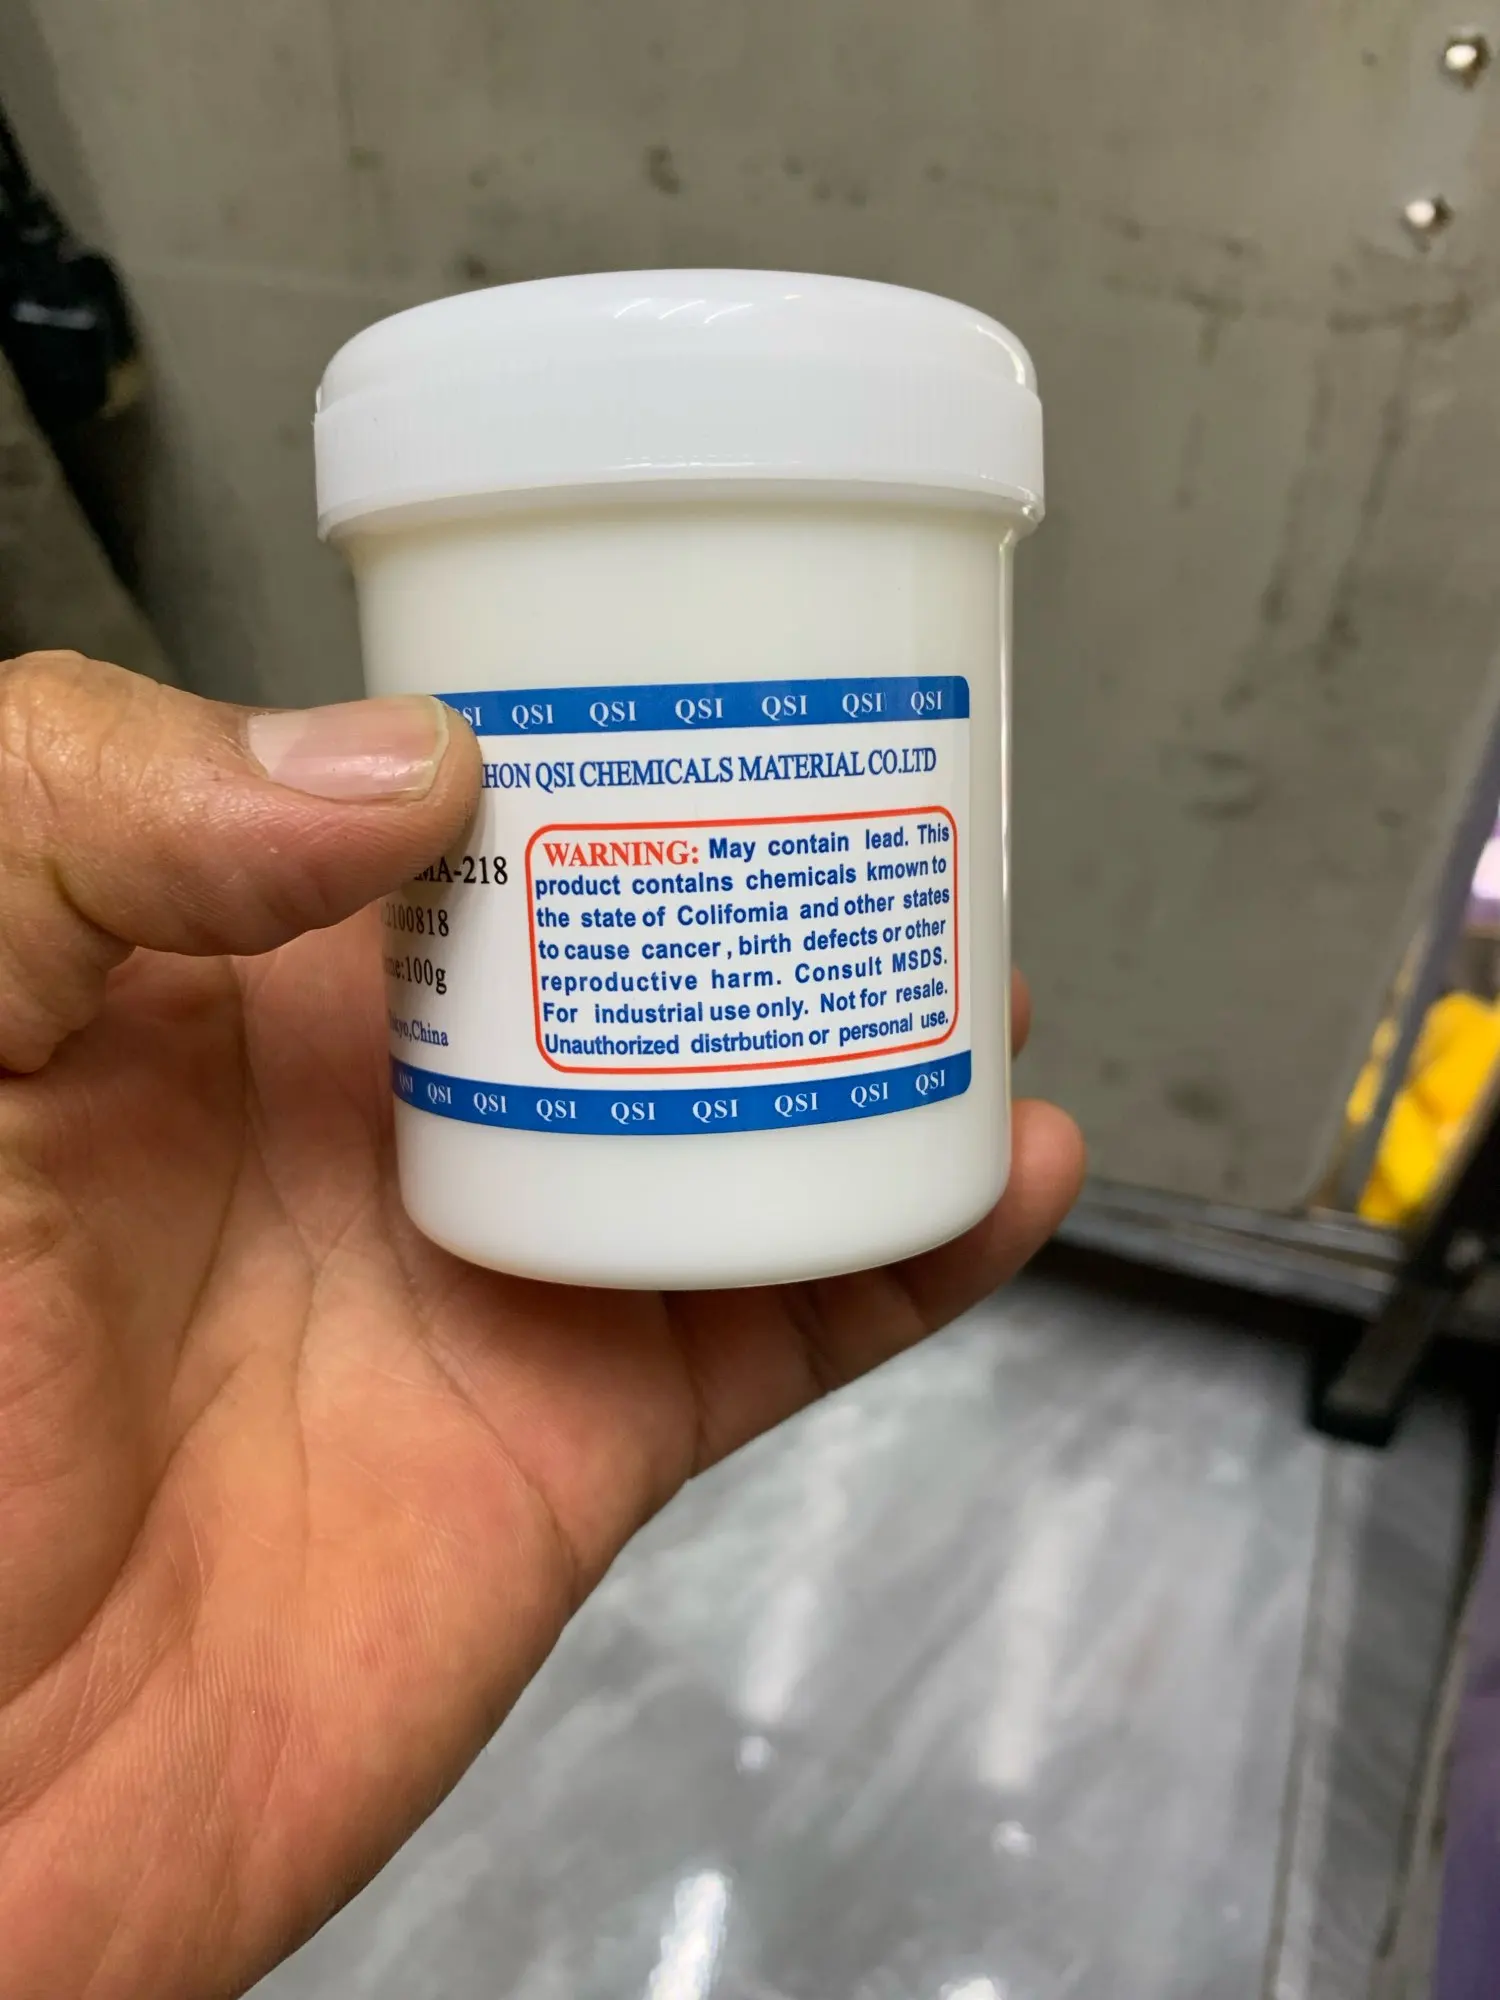 QSI QSI QSI QSI QSI QSI
QSI CHEMICALS MATERIAL CO.LTD
WARNING: May contain lead. This
product contalns chemicals kmown to
the state of Colifomia and other states
to cause cancer, birth defects or other
reproductive harm. Consult MSDS.
For industrial use only. Not for resale.
Unauthorized distrbution or personal use.
MA-218
2100818
100g
China
QSI QSI QSI QSI QSI QSI QSI QSI